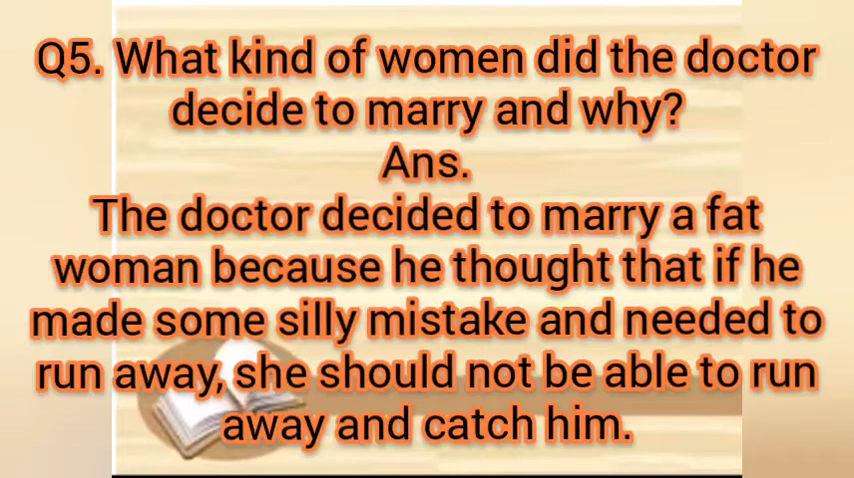 Q5. What kind of women did the doctor
decide to marry and why?
Ans.
The doctor decided to marry a fat
woman because he thought that if he
made some silly mistake and needed to
run away, she should not be able to run
away and catch him.